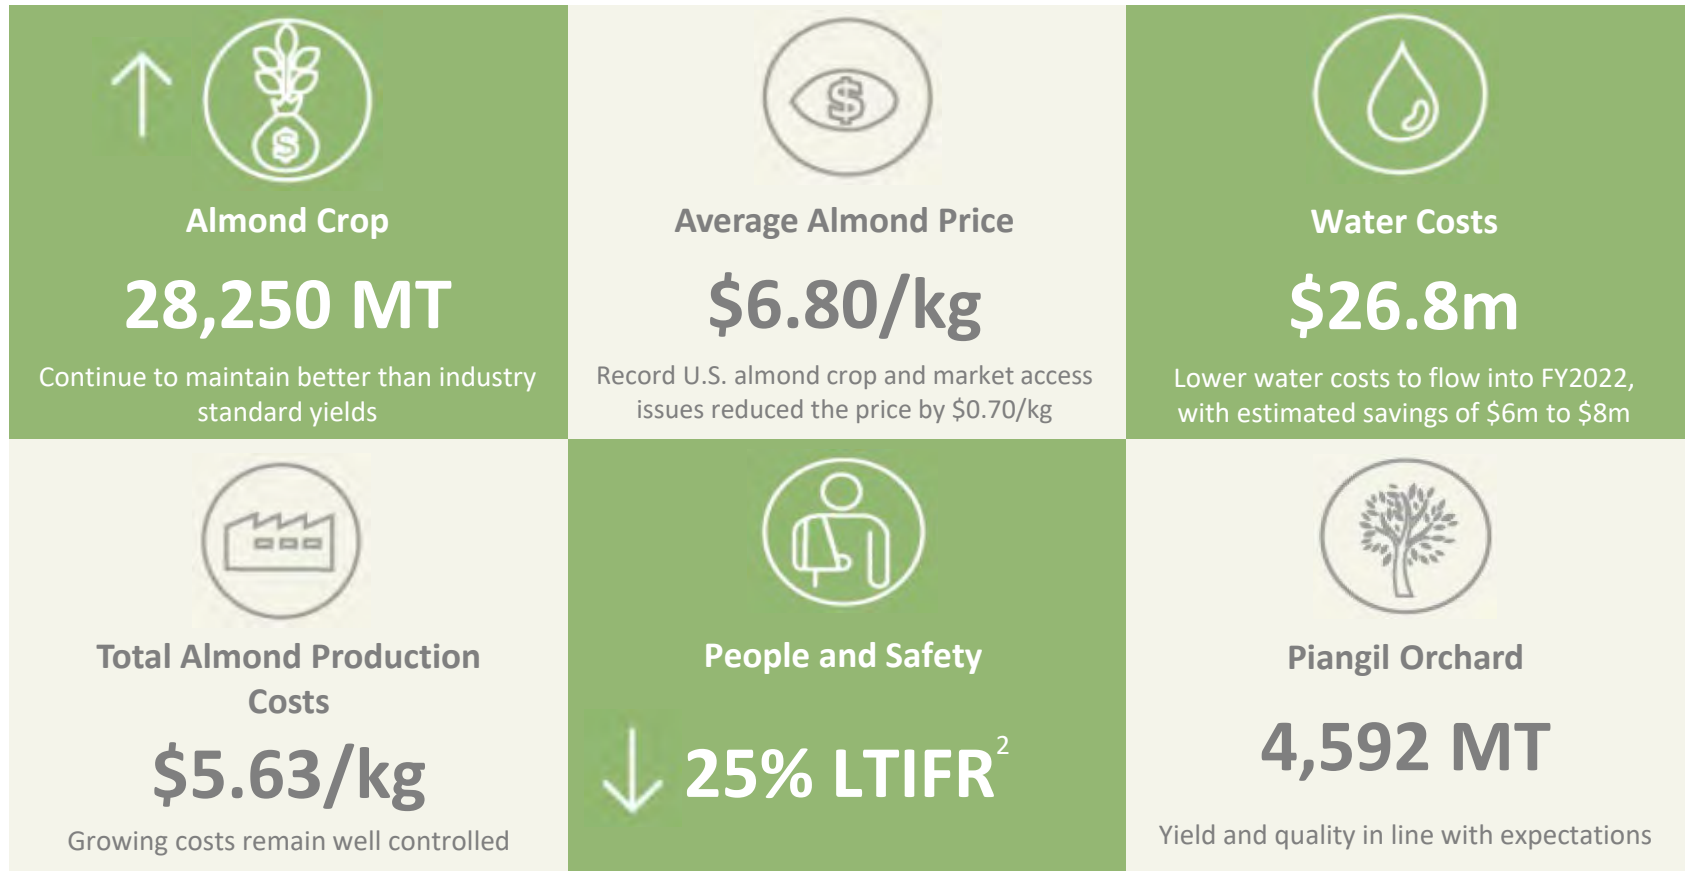 Almond Crop
28,250 MT
Continue to maintain better than industry
standard yields
Average Almond Price
$6.80/kg
Record U.S. almond crop and market access
issues reduced the price by $0.70/kg
Water Costs
$26.8m
Lower water costs to flow into FY2022,
with estimated savings of $6m to $8m
Total Almond Production
Costs
$5.63/kg
Growing costs remain well controlled
People and Safety
25% LTIFR²
Piangil Orchard
4,592 MT
Yield and quality in line with expectations